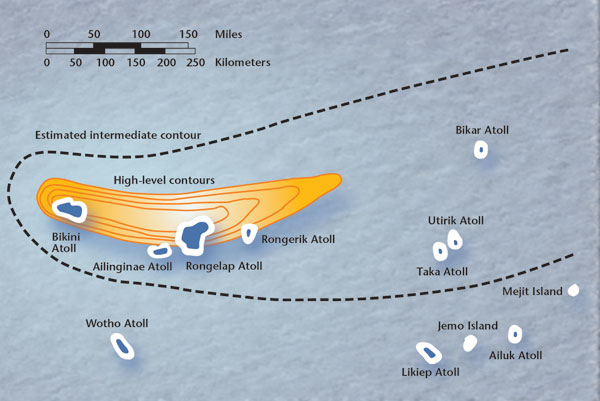 0 50 100 150 Miles
0 50 100 150 200 250 Kilometers
Estimated intermediate contour
Bikar Atoll
High-level contours
Utirik Atoll
Bikini
Atoll
Rongerik Atoll
Ailinginae Atoll
Rongelap Atoll
Taka Atoll
Mejit Island
Wotho Atoll
Jemo Island
Ailuk Atoll
Likiep Atoll